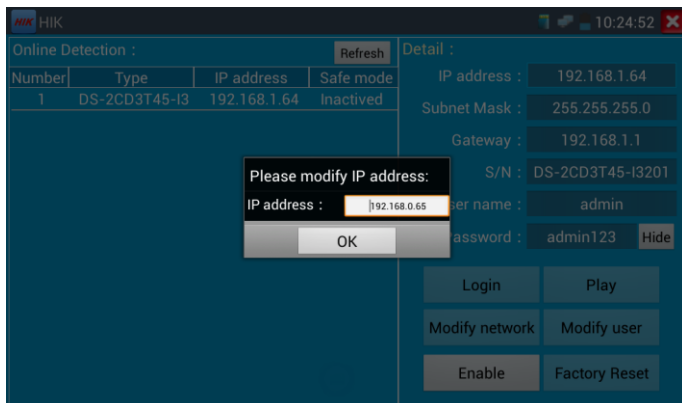 HIK HIK 10:24:52
Online Detection :
Refresh
Number Type IP address Safe mode
1 DS-2CD3T45-I3 192.168.1.64 Inactived
Detail :
IP address : 192.168.1.64
Subnet Mask : 255.255.255.0
Gateway : 192.168.1.1
S/N : DS-2CD3T45-I3201
ser name : admin
assword : admin123 Hide
Login Play
Modify network Modify user
Enable Factory Reset
Please modify IP address:
IP address : 192.168.0.65
OK